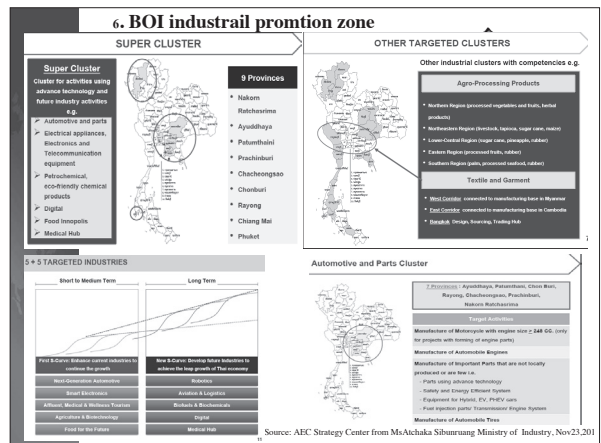 6. BOI industrail promtion zone
SUPER CLUSTER
Super Cluster
Cluster for activities using
advance technology and
future industry activities
e.g.
Automotive and parts
Electrical appliances,
Electronics and
Telecommunication
equipment
Petrochemical,
eco-friendly chemical
products
Digital
Food Innopolis
Medical Hub
9 Provinces
• Nakorn
Ratchasrima
• Ayuddhaya
• Patumthaini
• Prachinburi
• Chacheongsao
• Chonburi
• Rayong
• Chiang Mai
• Phuket
OTHER TARGETED CLUSTERS
Other industrial clusters with competencies e.g.
Agro-Processing Products
• Northern Region (processed vegetables and fruits, herbal
products)
• Northeastern Region (livestock, tapioca, sugar cane, maize)
• Lower-Central Region (sugar cane, pineapple, rubber)
• Eastern Region (processed fruits, rubber)
• Southern Region (palm, processed seafood, rubber)
Textile and Garment
• West Corridor connected to manufacturing base in Myanmar
• East Corridor connected to manufacturing base in Cambodia
• Bangkok Design, Sourcing, Trading Hub
5 + 5 TARGETED INDUSTRIES
Short to Medium Term
Long Term
First S-Curve: Enhance current industries to
continue the growth
New S-Curve: Develop future industries to
achieve the leap growth of Thai economy
Next-Generation Automotive
Smart Electronics
Affluent, Medical & Wellness Tourism
Agriculture & Biotechnology
Food for the Future
Robotics
Aviation & Logistics
Biofuels & Biochemicals
Digital
Medical Hub
11
Automotive and Parts Cluster
7 Provinces : Ayuddhaya, Patumthani, Chon Buri,
Rayong, Chacheongsao, Prachinburi,
Nakorn Ratchasrima
Target Activities
Manufacture of Motorcycle with engine size ≥ 248 CC. (only
for projects with forming of engine parts)
Manufacture of Automobile Engines
Manufacture of Important Parts that are not locally
produced or are few i.e.
- Parts using advance technology
- Safety and Energy Efficient System
- Equipment for Hybrid, EV, PHEV cars
- Fuel injection parts/ Transmission/ Engine System
Manufacture of Automobile Tires
Source: AEC Strategy Center from MsAtchaka Sibunruang Ministry of Industry, Nov23,201